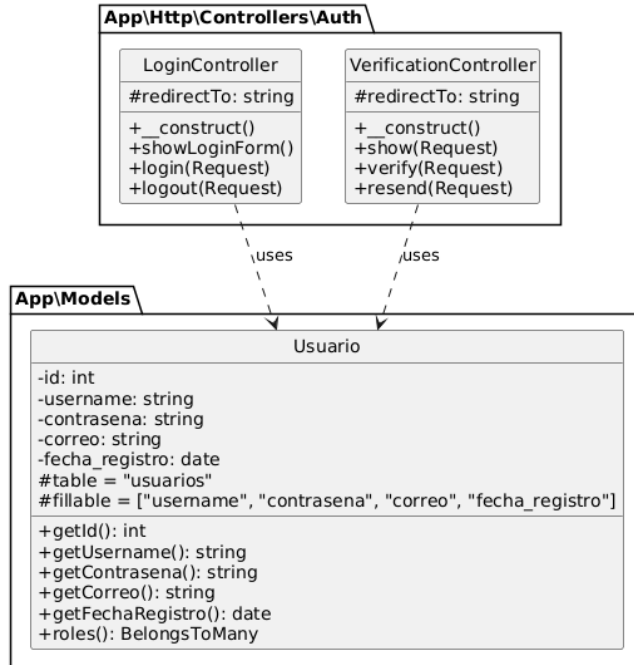 App\Http\Controllers\Auth
LoginController
#redirectTo: string
+__construct()
+showLoginForm()
+login(Request)
+logout(Request)
VerificationController
#redirectTo: string
+__construct()
+show(Request)
+verify(Request)
+resend(Request)
uses
uses
App\Models
Usuario
-id: int
-username: string
-contrasena: string
-correo: string
-fecha_registro: date
#table = "usuarios"
#fillable = ["username", "contrasena", "correo", "fecha_registro"]
+getId(): int
+getUsername(): string
+getContrasena(): string
+getCorreo(): string
+getFechaRegistro(): date
+roles(): BelongsToMany